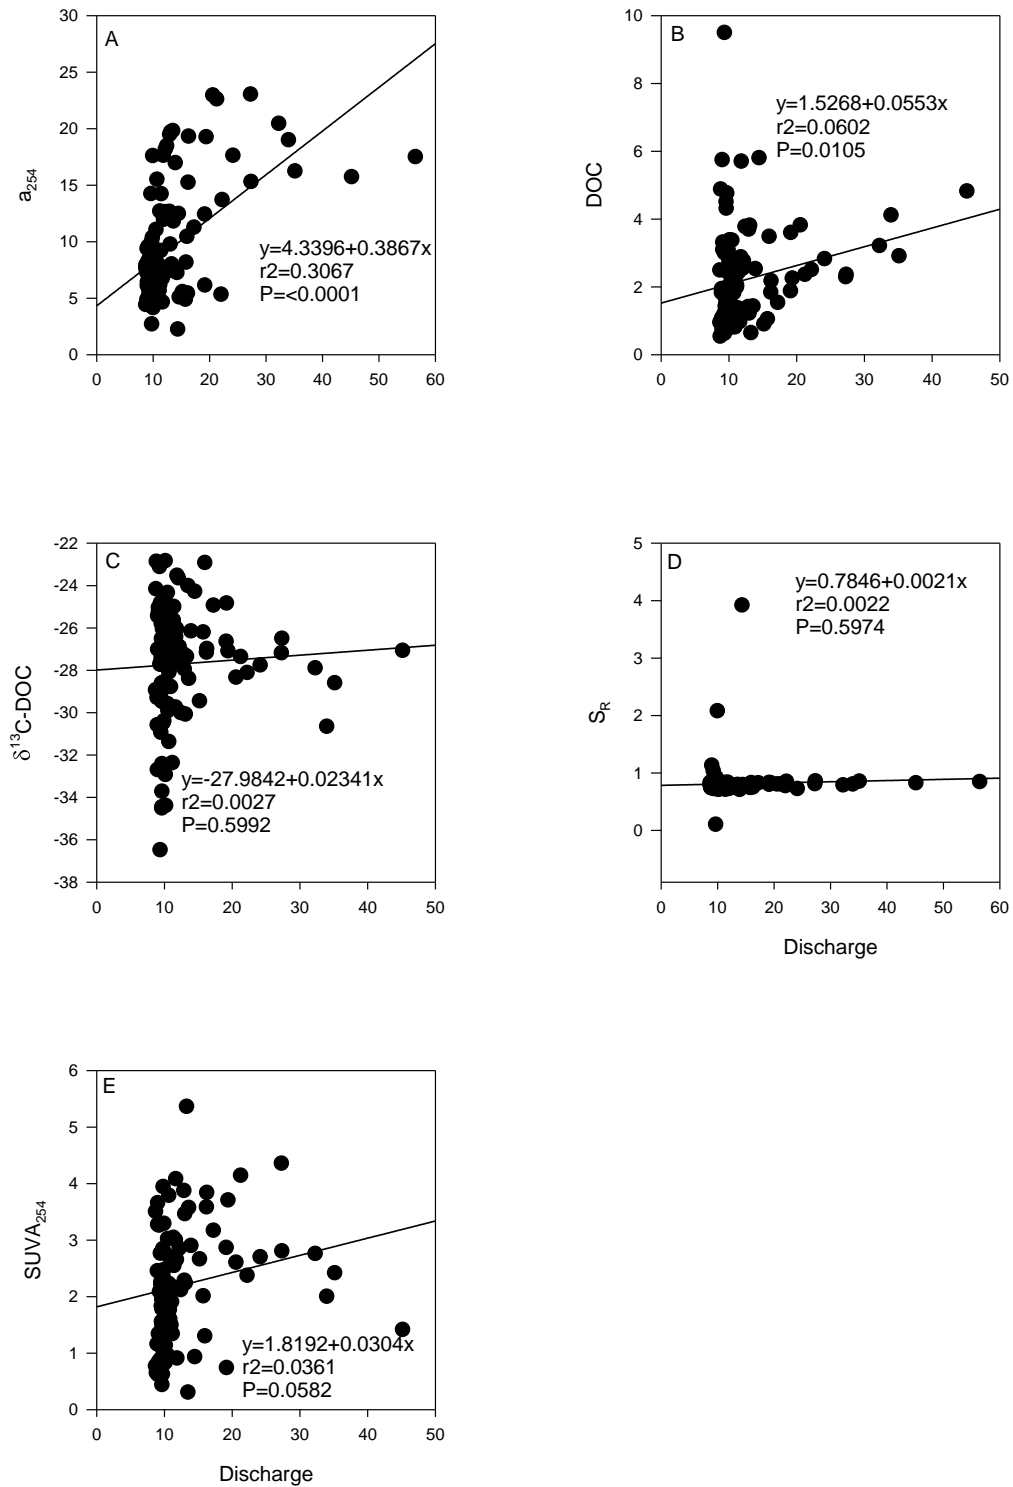 A
30
25
20
15
10
5
0
a254
y=4.3396+0.3867x
r2=0.3067
P=<0.0001
0 10 20 30 40 50 60
B
10
8
6
4
2
0
DOC
y=1.5268+0.0553x
r2=0.0602
P=0.0105
0 10 20 30 40 50
C
-22
-24
-26
-28
-30
-32
-34
-36
-38
δ13C-DOC
y=-27.9842+0.02341x
r2=0.0027
P=0.5992
0 10 20 30 40 50
D
5
4
3
2
1
0
SR
y=0.7846+0.0021x
r2=0.0022
P=0.5974
0 10 20 30 40 50 60
Discharge
E
6
5
4
3
2
1
0
SUVA254
y=1.8192+0.0304x
r2=0.0361
P=0.0582
0 10 20 30 40 50
Discharge